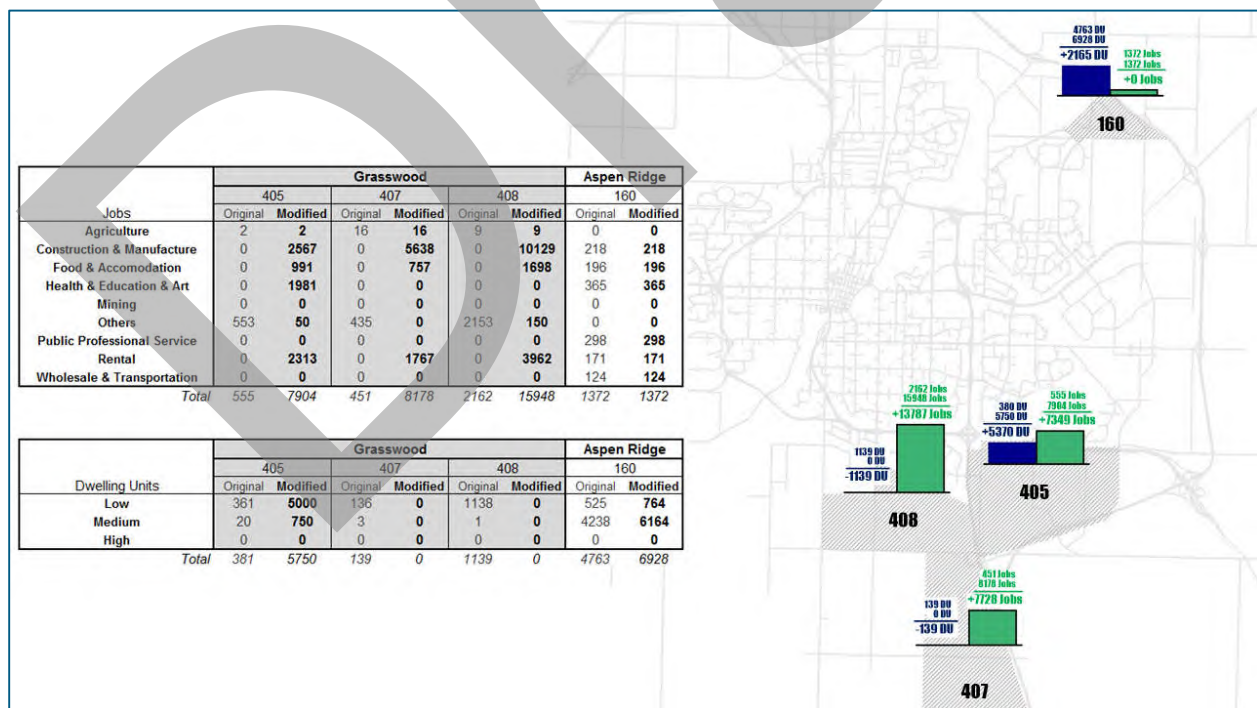 Grasswood Aspen Ridge
405 407 408 160
Jobs Original Modified Original Modified Original Modified Original Modified
Agriculture 2 2 16 16 9 9 0 0
Construction & Manufacture 0 2567 0 5638 0 10129 218 218
Food & Accomodation 0 991 0 757 0 1698 196 196
Health & Education & Art 0 1981 0 0 0 0 365 365
Mining 0 0 0 0 0 0 0 0
Others 553 50 435 0 2153 150 0 0
Public Professional Service 0 0 0 0 0 0 298 298
Rental 0 2313 0 1767 0 3962 171 171
Wholesale & Transportation 0 0 0 0 0 0 124 124
Total 555 7904 451 8178 2162 15948 1372 1372
Grasswood Aspen Ridge
405 407 408 160
Dwelling Units Original Modified Original Modified Original Modified Original Modified
Low 361 5000 136 0 1138 0 525 764
Medium 20 750 3 0 1 0 4238 6164
High 0 0 0 0 0 0 0 0
Total 381 5750 139 0 1139 0 4763 6928
4763 DU
6928 DU
+2165 DU
1372 Jobs
1372 Jobs
+0 Jobs
160
2162 Jobs
15948 Jobs
+13787 Jobs
1139 DU
0 DU
-1139 DU
408
380 DU
5750 DU
+5370 DU
555 Jobs
7904 Jobs
+7349 Jobs
405
451 Jobs
8178 Jobs
+7728 Jobs
139 DU
0 DU
-139 DU
407